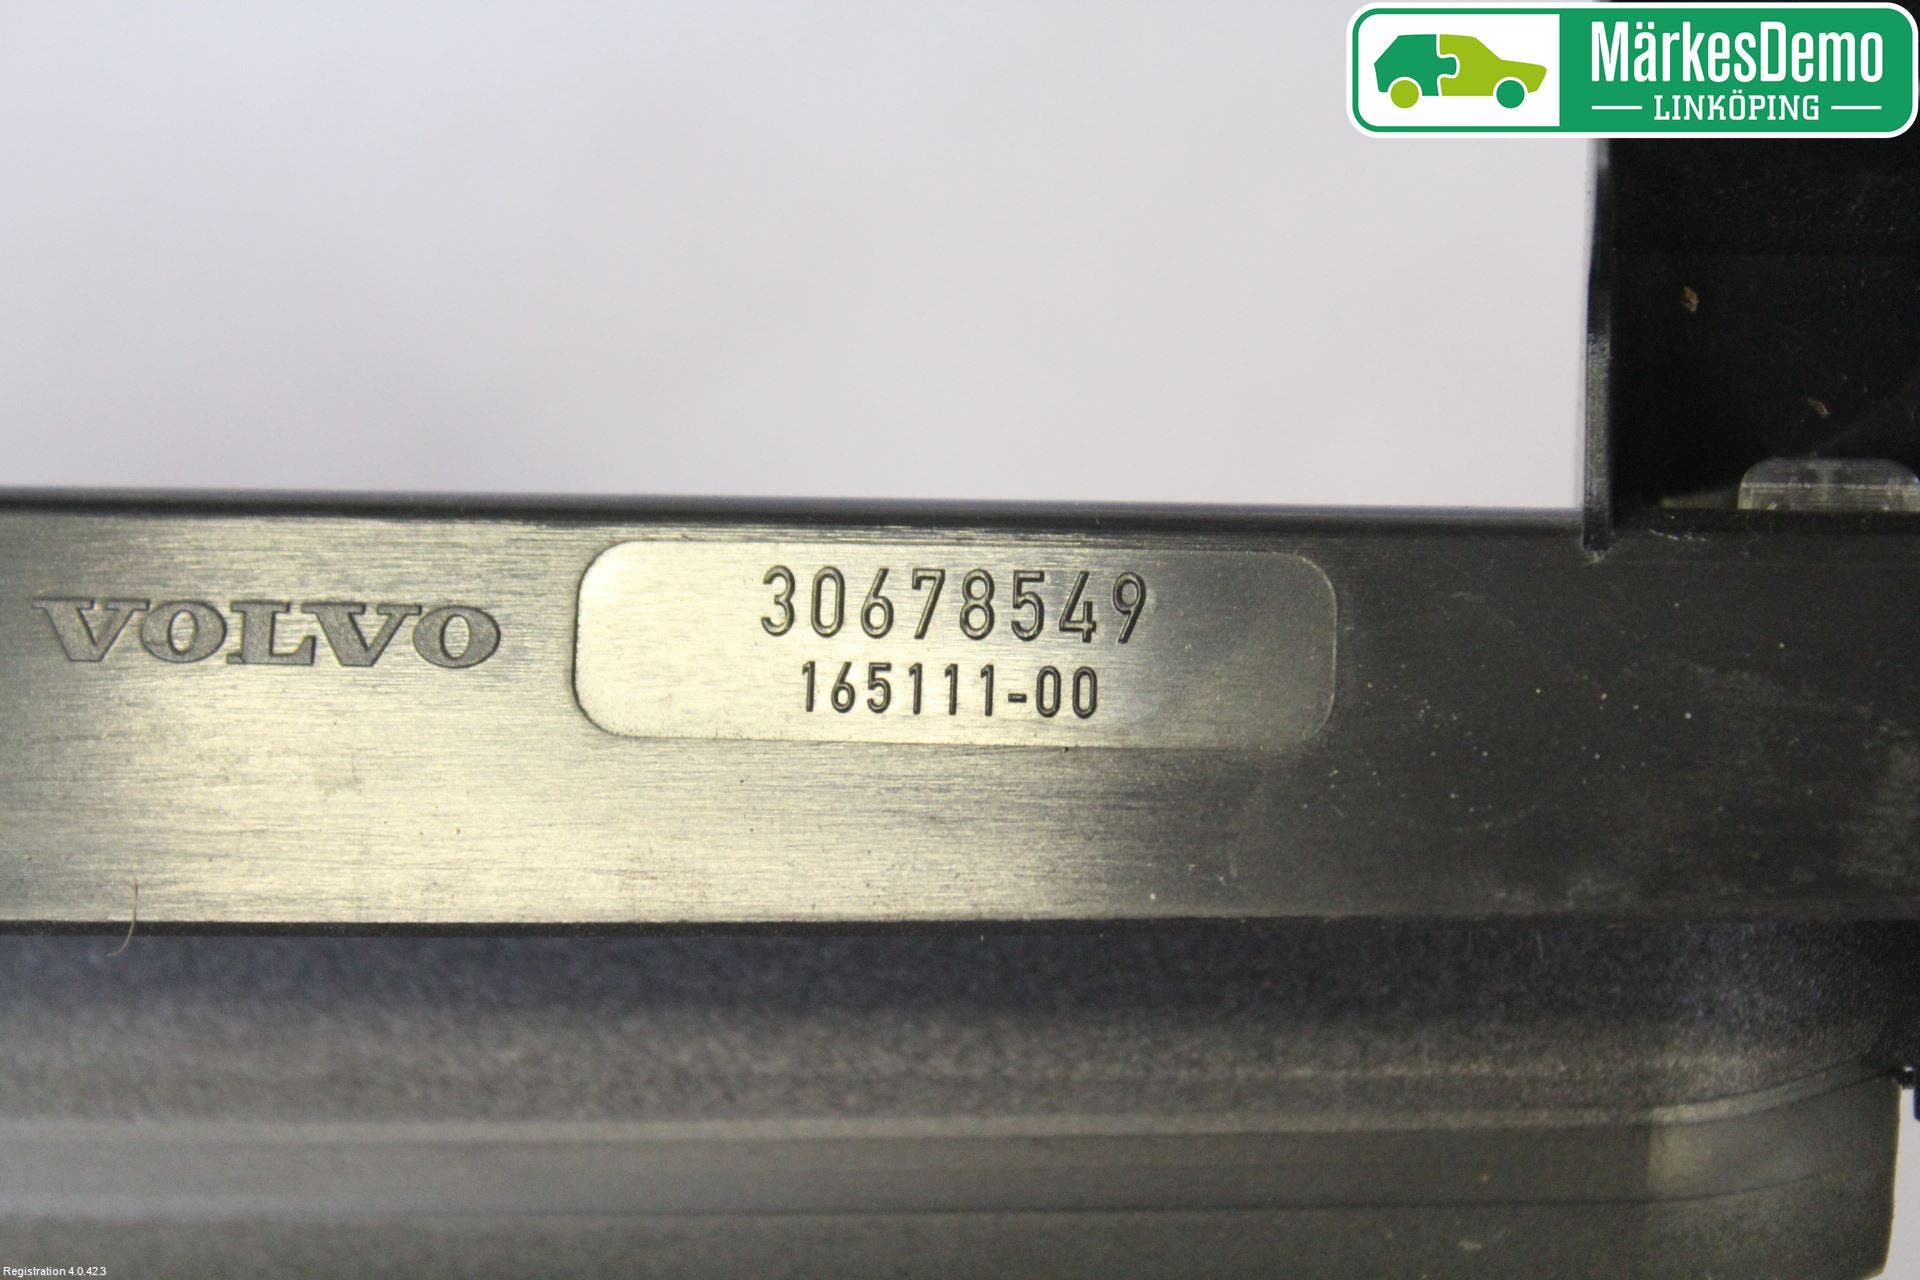 MärkesDemo
LINKÖPING
VOLVO
30678549
165111-00
Registration 4.0.42.3